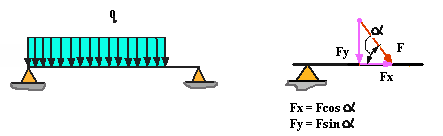 q
α
Fy
F
Fx
Fx = Fcos α
Fy = Fsin α